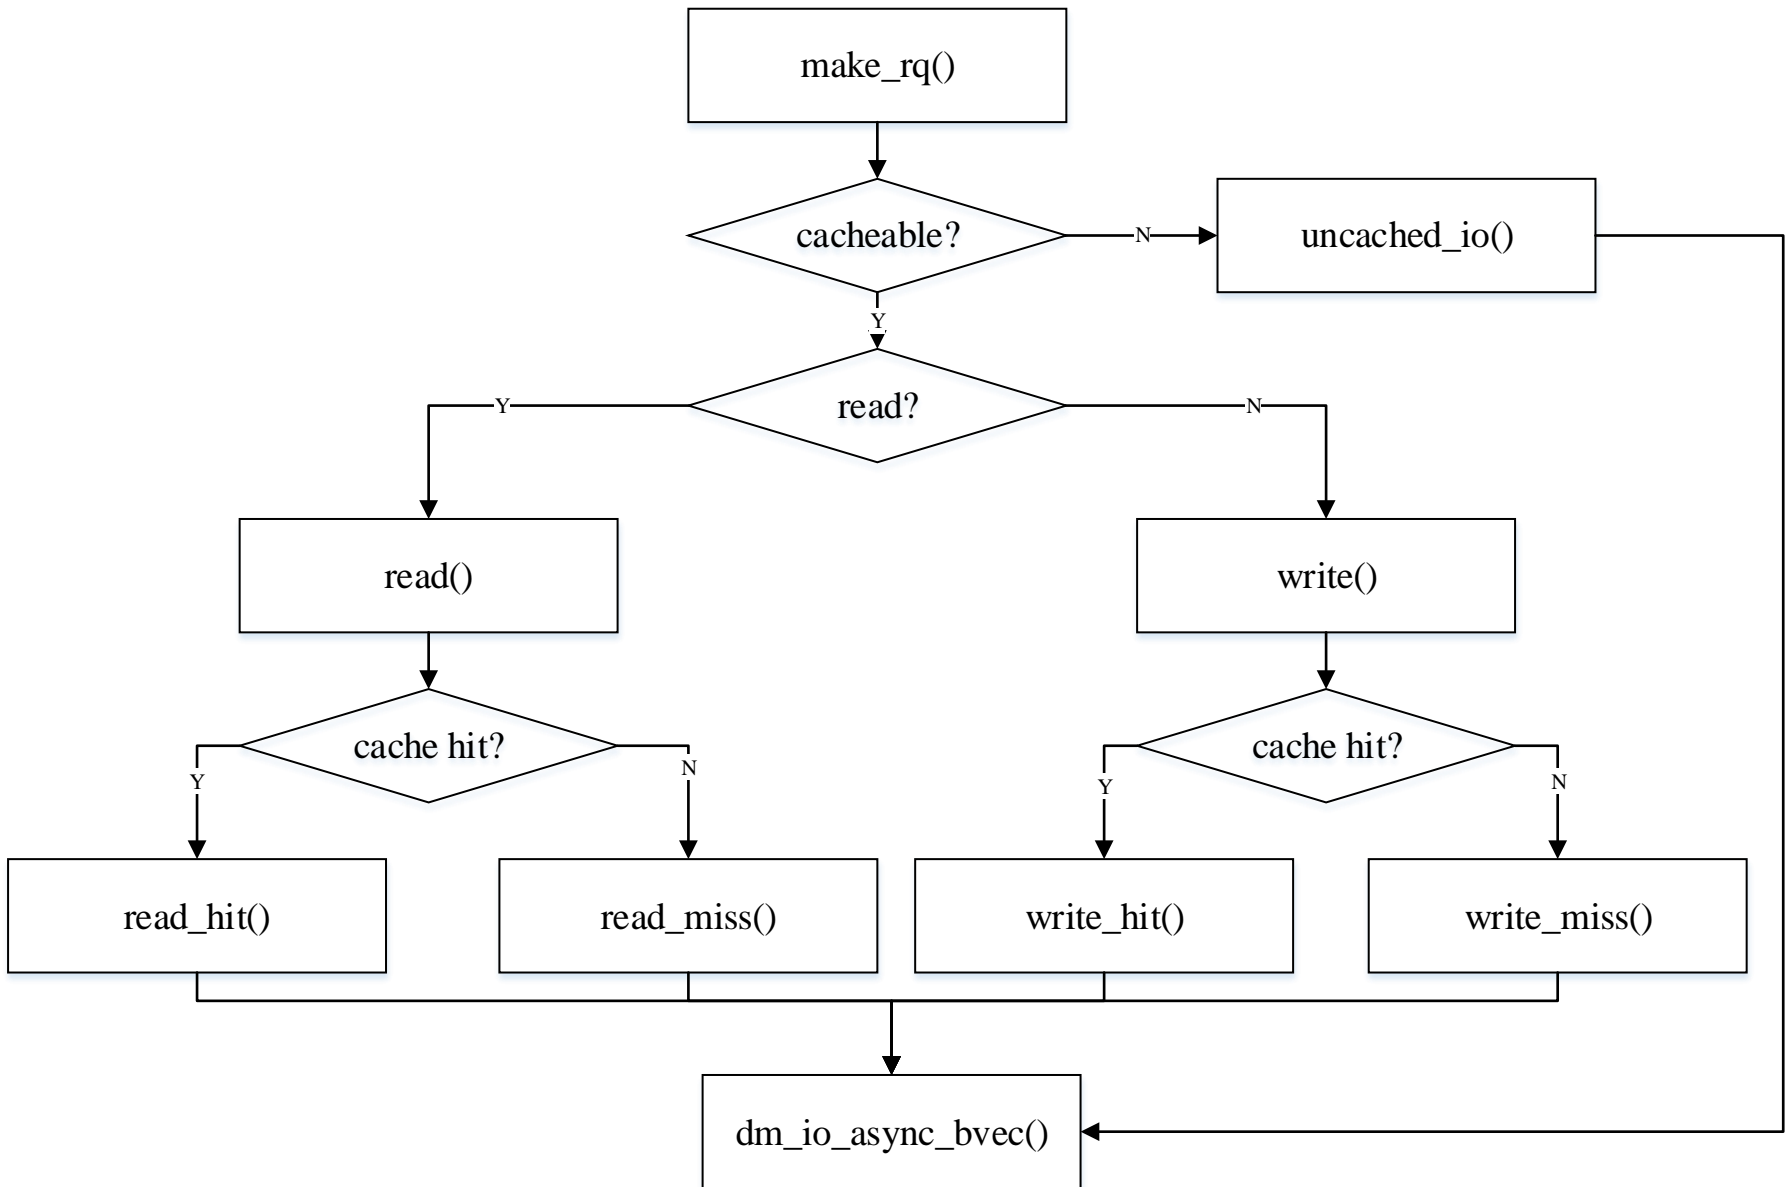 make_rq()
cacheable?
N
uncached_io()
Y
read?
Y
N
read()
write()
cache hit?
cache hit?
Y
N
Y
N
read_hit()
read_miss()
write_hit()
write_miss()
dm_io_async_bvec()